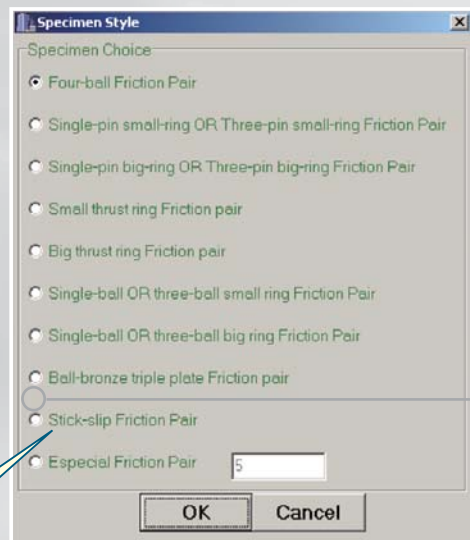 Specimen Style
Specimen Choice
Four-ball Friction Pair
Single-pin small-ring OR Three-pin small-ring Friction Pair
Single-pin big-ring OR Three-pin big-ring Friction Pair
Small thrust ring Friction pair
Big thrust ring Friction pair
Single-ball OR three-ball small ring Friction Pair
Single-ball OR three-ball big ring Friction Pair
Ball-bronze triple plate Friction pair
Stick-slip Friction Pair
Especial Friction Pair 5
OK Cancel